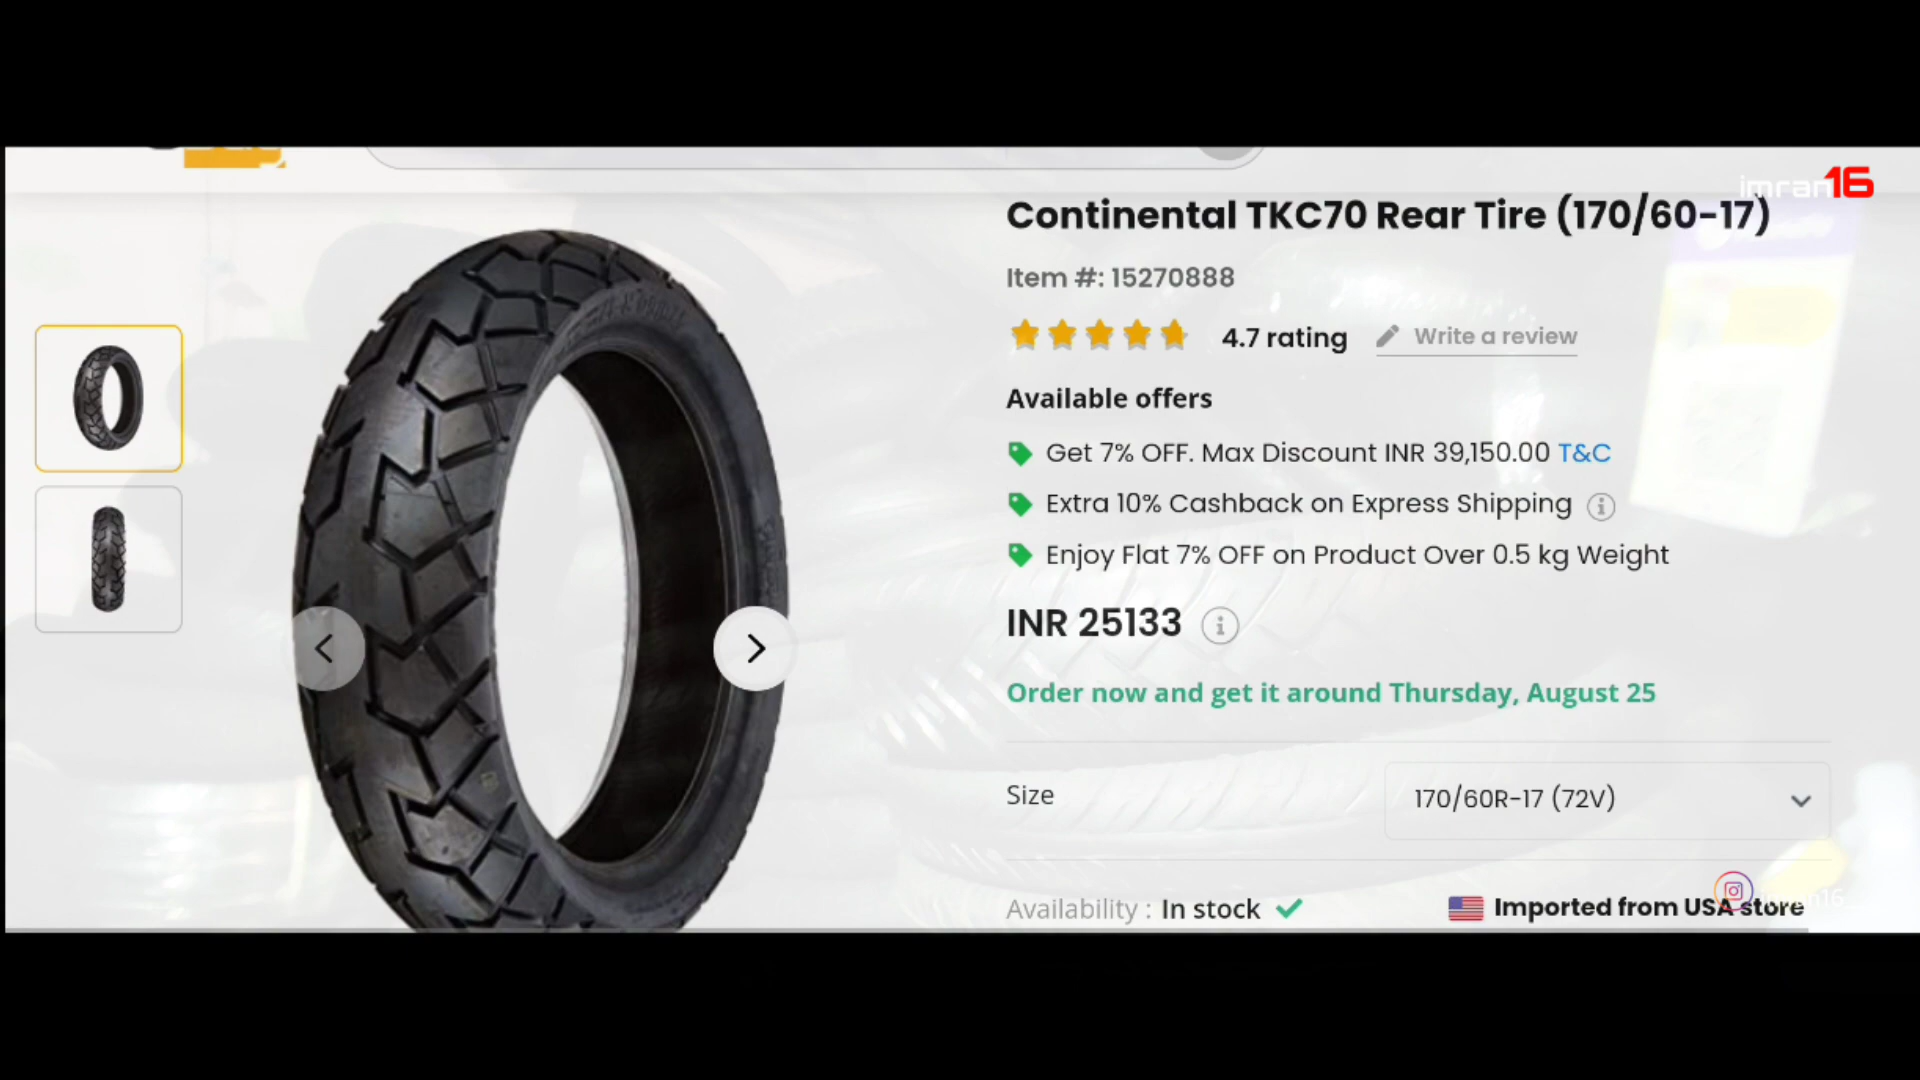 imran16
Continental TKC70 Rear Tire (170/60-17)
Item #: 15270888
4.7 rating
Write a review
Available offers
Get 7% OFF. Max Discount INR 39,150.00 T&C
Extra 10% Cashback on Express Shipping
Enjoy Flat 7% OFF on Product Over 0.5 kg Weight
INR 25133
Order now and get it around Thursday, August 25
Size
170/60R-17 (72V)
Availability : In stock
Imported from USA store